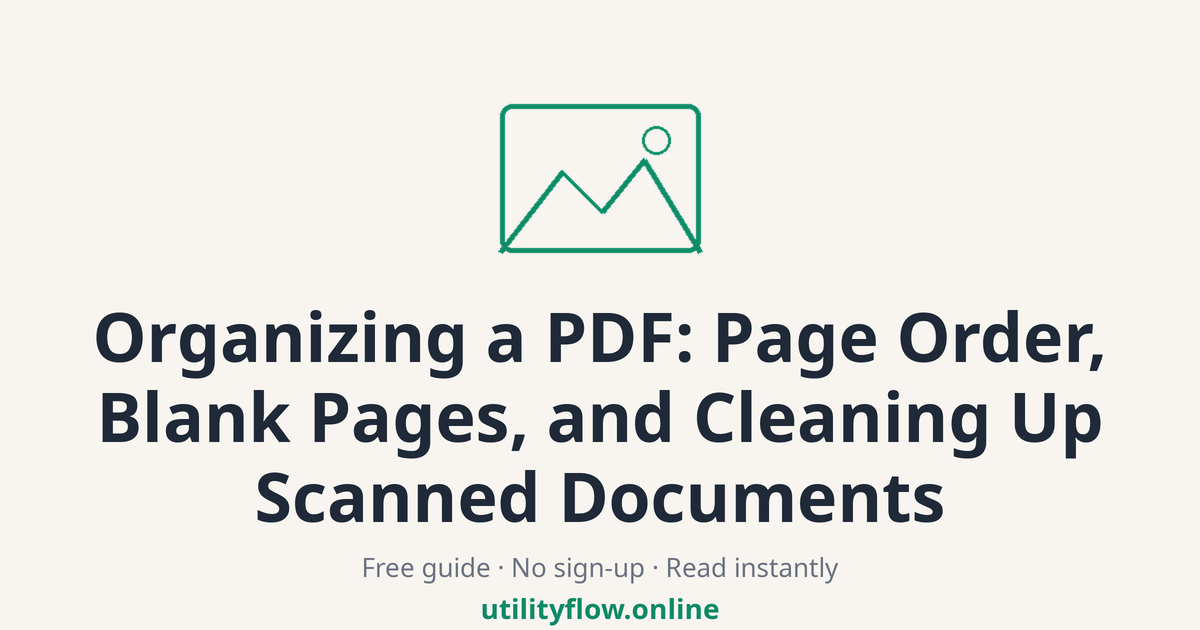 Organizing a PDF: Page Order,
Blank Pages, and Cleaning Up
Scanned Documents
Free guide · No sign-up · Read instantly
utilityflow.online